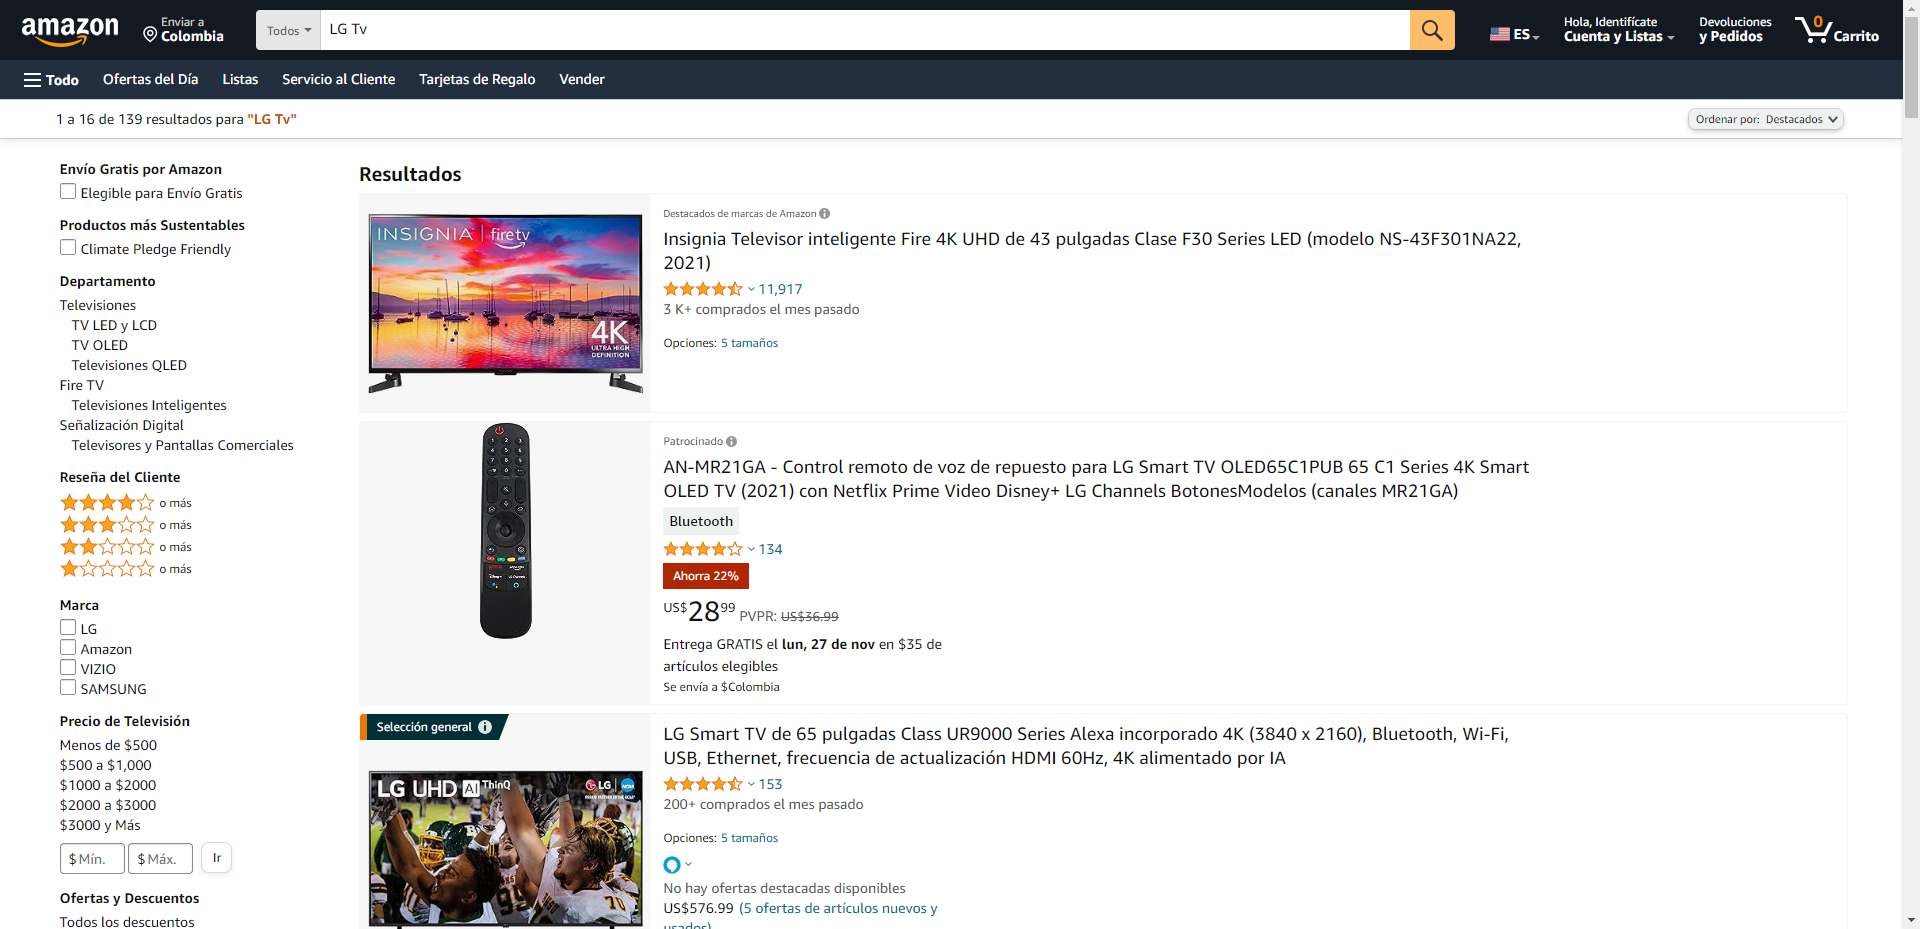 amazon
Enviar a
Colombia
Todos
LG Tv
ES
Hola, Identifícate
Cuenta y Listas
Devoluciones
y Pedidos
0
Carrito
Todo
Ofertas del Día
Listas
Servicio al Cliente
Tarjetas de Regalo
Vender
1 a 16 de 139 resultados para "LG Tv"
Ordenar por: Destacados
Envío Gratis por Amazon
Elegible para Envío Gratis
Productos más Sustentables
Climate Pledge Friendly
Departamento
Televisiones
TV LED y LCD
TV OLED
Televisiones QLED
Fire TV
Televisiones Inteligentes
Señalización Digital
Televisores y Pantallas Comerciales
Reseña del Cliente
o más
o más
o más
o más
Marca
LG
Amazon
VIZIO
SAMSUNG
Precio de Televisión
Menos de $500
$500 a $1,000
$1000 a $2000
$2000 a $3000
$3000 y Más
$ Mín.
$ Máx.
Ir
Ofertas y Descuentos
Todos los descuentos
Resultados
INSIGNIA
firetv
4K
ULTRA HIGH
DEFINITION
Destacados de marcas de Amazon
Insignia Televisor inteligente Fire 4K UHD de 43 pulgadas Clase F30 Series LED (modelo NS-43F301NA22,
2021)
11,917
3 K+ comprados el mes pasado
Opciones: 5 tamaños
Patrocinado
AN-MR21GA - Control remoto de voz de repuesto para LG Smart TV OLED65C1PUB 65 C1 Series 4K Smart
OLED TV (2021) con Netflix Prime Video Disney+ LG Channels BotonesModelos (canales MR21GA)
Bluetooth
134
Ahorra 22%
US$28.99 PVPR: US$36.99
Entrega GRATIS el lun, 27 de nov en $35 de
artículos elegibles
Se envía a $Colombia
Selección general
LG UHD AI ThinQ
LG
LG Smart TV de 65 pulgadas Class UR9000 Series Alexa incorporado 4K (3840 x 2160), Bluetooth, Wi-Fi,
USB, Ethernet, frecuencia de actualización HDMI 60Hz, 4K alimentado por IA
153
200+ comprados el mes pasado
Opciones: 5 tamaños
No hay ofertas destacadas disponibles
US$576.99 (5 ofertas de artículos nuevos y
usados)